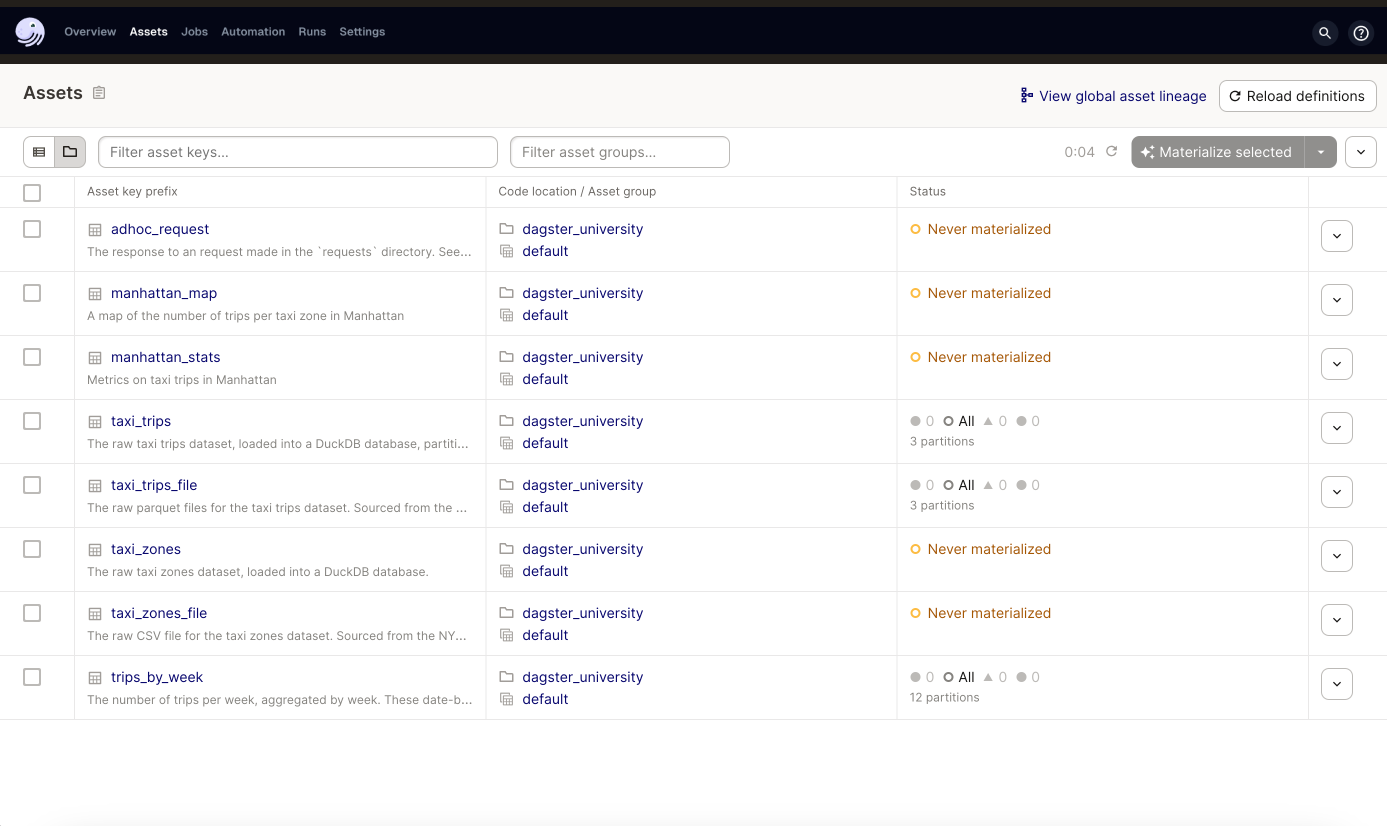 Overview Assets Jobs Automation Runs Settings
Assets
View global asset lineage
Reload definitions
Filter asset keys...
Filter asset groups...
0:04
Materialize selected
Asset key prefix
Code location / Asset group
Status
adhoc_request
The response to an request made in the `requests` directory. See...
dagster_university
default
Never materialized
manhattan_map
A map of the number of trips per taxi zone in Manhattan
dagster_university
default
Never materialized
manhattan_stats
Metrics on taxi trips in Manhattan
dagster_university
default
Never materialized
taxi_trips
The raw taxi trips dataset, loaded into a DuckDB database, partiti...
dagster_university
default
0 All 0 0
3 partitions
taxi_trips_file
The raw parquet files for the taxi trips dataset. Sourced from the ...
dagster_university
default
0 All 0 0
3 partitions
taxi_zones
The raw taxi zones dataset, loaded into a DuckDB database.
dagster_university
default
Never materialized
taxi_zones_file
The raw CSV file for the taxi zones dataset. Sourced from the NY...
dagster_university
default
Never materialized
trips_by_week
The number of trips per week, aggregated by week. These date-b...
dagster_university
default
0 All 0 0
12 partitions